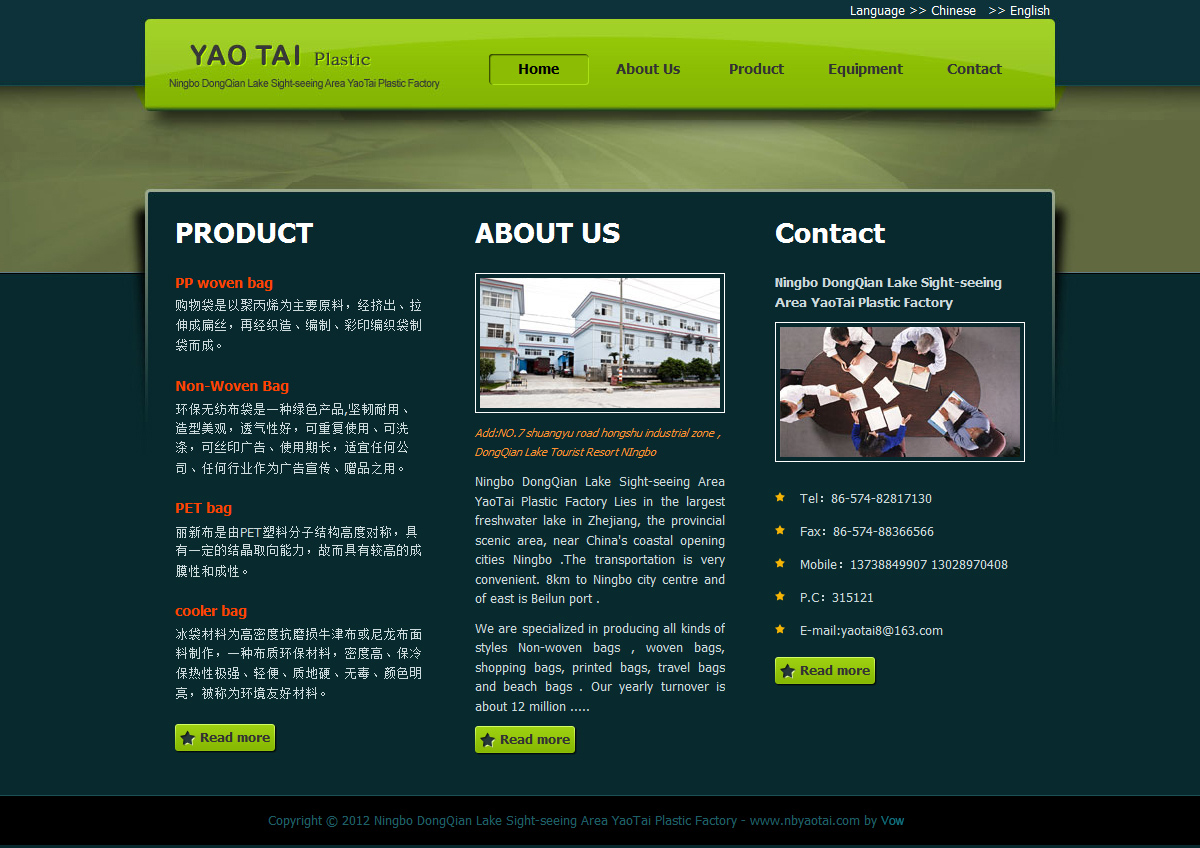 Language >> Chinese >> English
YAO TAI Plastic
Ningbo DongQian Lake Sight-seeing Area YaoTai Plastic Factory
Home
About Us
Product
Equipment
Contact
PRODUCT
PP woven bag
购物袋是以聚丙烯为主要原料，经挤出、拉
伸成扁丝，再经织造、编制、彩印编织袋制
袋而成。
Non-Woven Bag
环保无纺布袋是一种绿色产品,坚韧耐用、
造型美观，透气性好，可重复使用、可洗
涤，可丝印广告、使用期长，适宜任何公
司、任何行业作为广告宣传、赠品之用。
PET bag
丽新布是由PET塑料分子结构高度对称，具
有一定的结晶取向能力，故而具有较高的成
膜性和成性。
cooler bag
冰袋材料为高密度抗磨损牛津布或尼龙布面
料制作，一种布质环保材料，密度高、保冷
保热性极强、轻便、质地硬、无毒、颜色明
亮，被称为环境友好材料。
Read more
ABOUT US
Add:NO.7 shuangyu road hongshu industrial zone ,
DongQian Lake Tourist Resort NIngbo
Ningbo DongQian Lake Sight-seeing Area
YaoTai Plastic Factory Lies in the largest
freshwater lake in Zhejiang, the provincial
scenic area, near China's coastal opening
cities Ningbo .The transportation is very
convenient. 8km to Ningbo city centre and
of east is Beilun port .
We are specialized in producing all kinds of
styles Non-woven bags , woven bags,
shopping bags, printed bags, travel bags
and beach bags . Our yearly turnover is
about 12 million .....
Read more
Contact
Ningbo DongQian Lake Sight-seeing
Area YaoTai Plastic Factory
Tel：86-574-82817130
Fax：86-574-88366566
Mobile：13738849907 13028970408
P.C：315121
E-mail:yaotai8@163.com
Read more
Copyright © 2012 Ningbo DongQian Lake Sight-seeing Area YaoTai Plastic Factory - www.nbyaotai.com by Vow